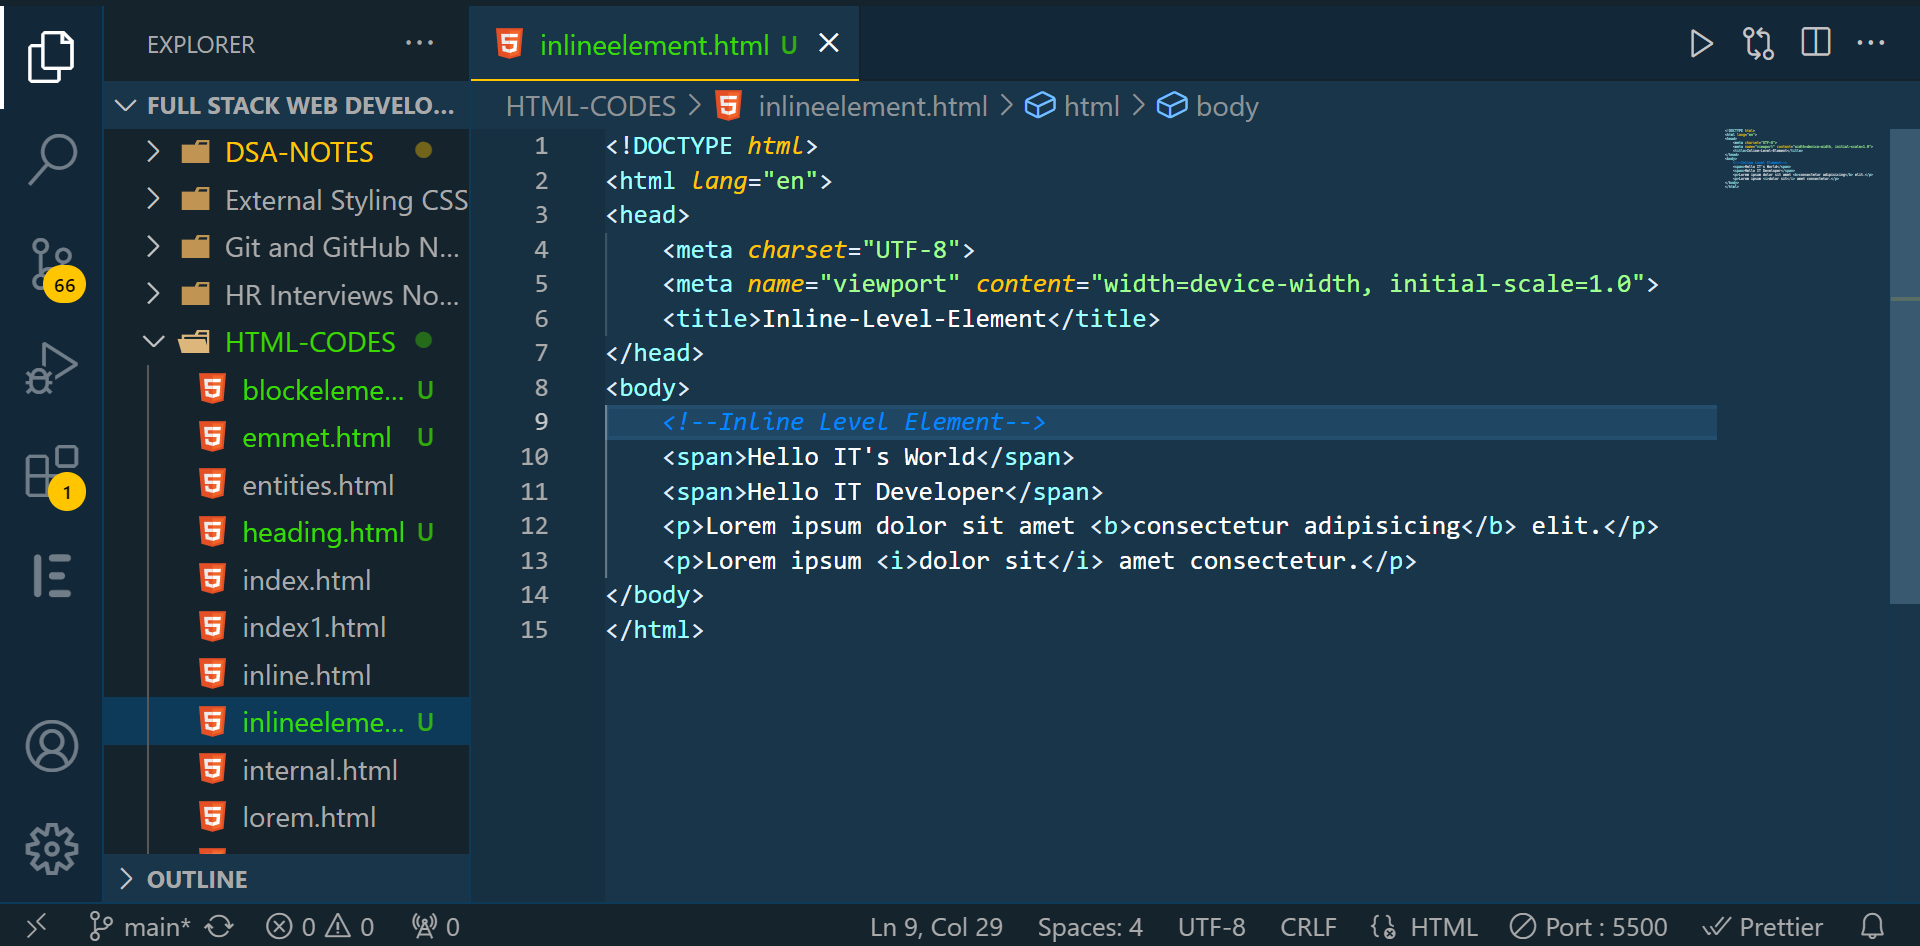 EXPLORER
FULL STACK WEB DEVELO...
DSA-NOTES
External Styling CSS
Git and GitHub N...
HR Interviews No...
HTML-CODES
blockeleme... U
emmet.html U
entities.html
heading.html U
index.html
index1.html
inline.html
inlineeleme... U
internal.html
lorem.html
OUTLINE
66
1
inlineelement.html U
HTML-CODES > inlineelement.html > html > body
1 <!DOCTYPE html>
2 <html lang="en">
3 <head>
4     <meta charset="UTF-8">
5     <meta name="viewport" content="width=device-width, initial-scale=1.0">
6     <title>Inline-Level-Element</title>
7 </head>
8 <body>
9     <!--Inline Level Element-->
10     <span>Hello IT's World</span>
11     <span>Hello IT Developer</span>
12     <p>Lorem ipsum dolor sit amet <b>consectetur adipisicing</b> elit.</p>
13     <p>Lorem ipsum <i>dolor sit</i> amet consectetur.</p>
14 </body>
15 </html>
main* 0 0 0 Ln 9, Col 29 Spaces: 4 UTF-8 CRLF HTML Port : 5500 Prettier